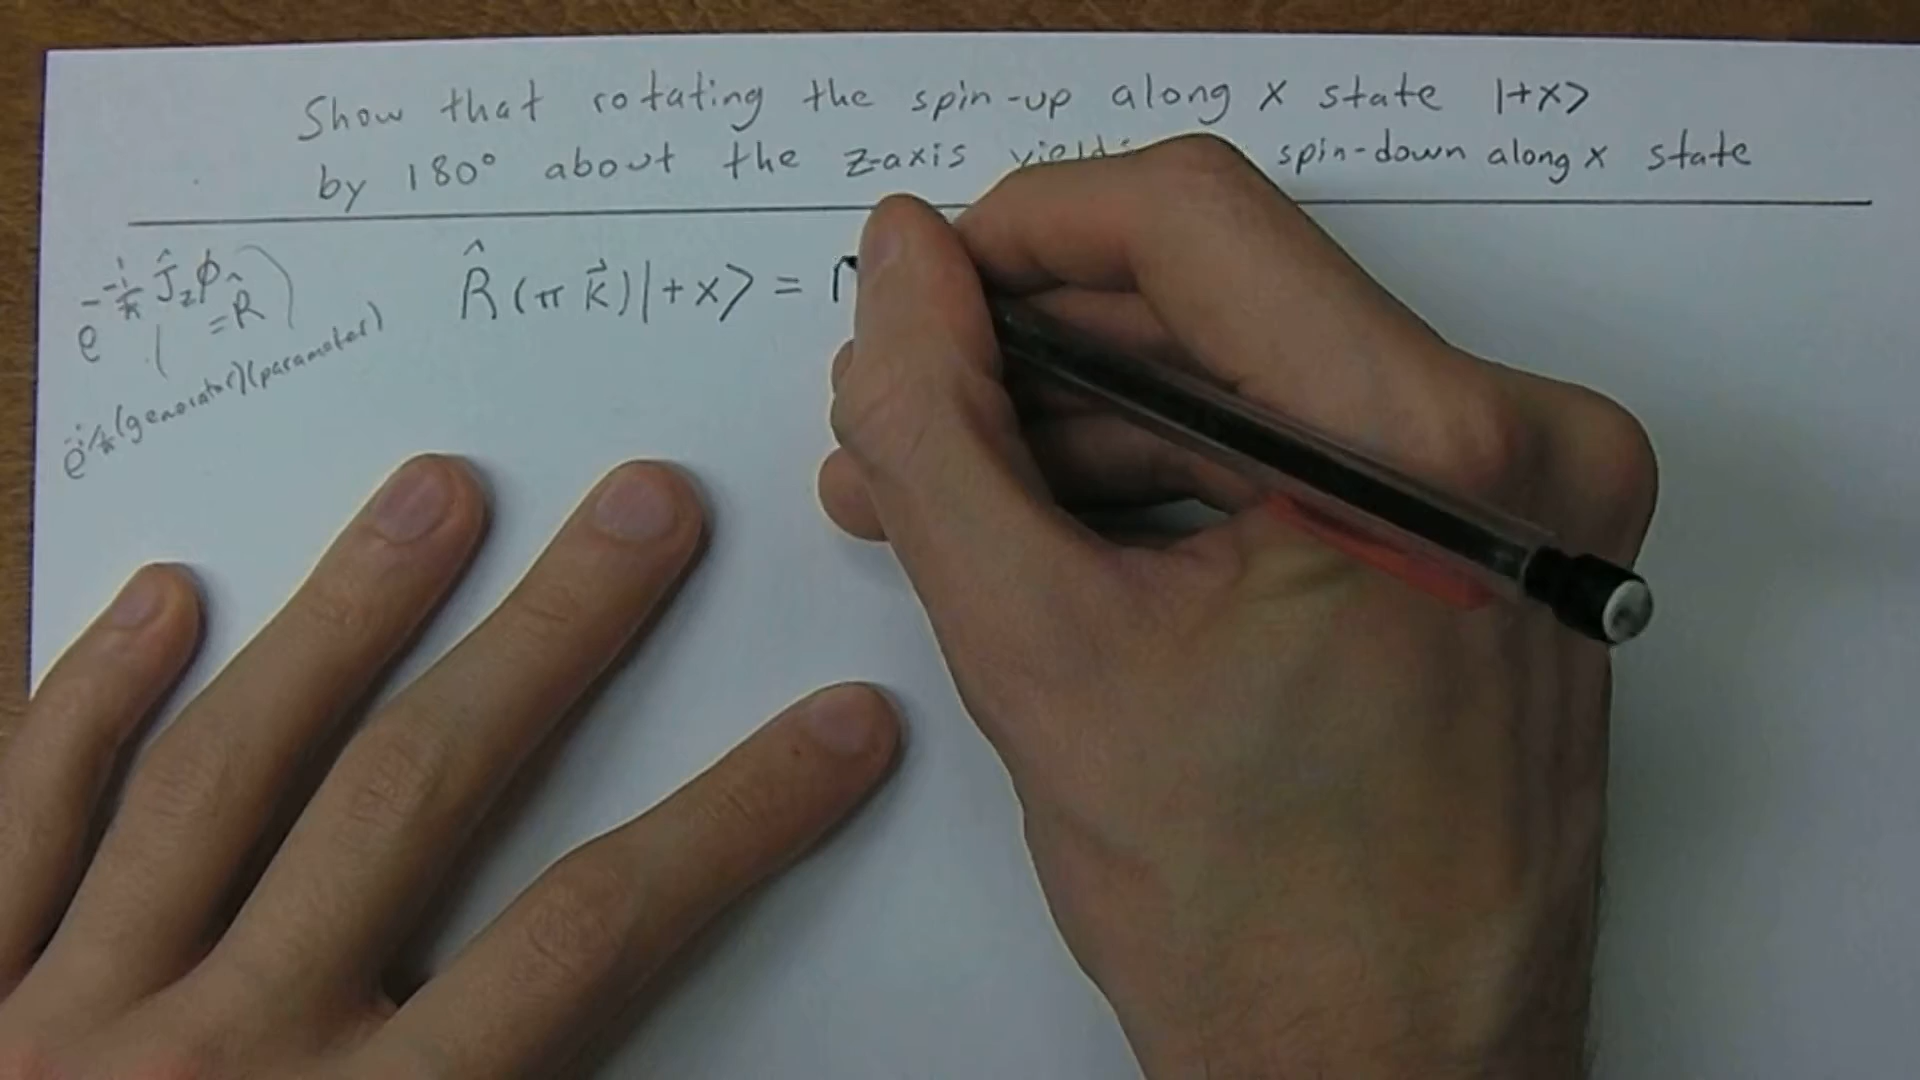 Show that rotating the spin-up along x state |+x>
by 180° about the z-axis yields spin-down along x state
e^{-i/ħ Ĵ_z φ} = R̂
R̂(π k⃗)|+x> =
e^{-i/ħ (generator)(parameter)}